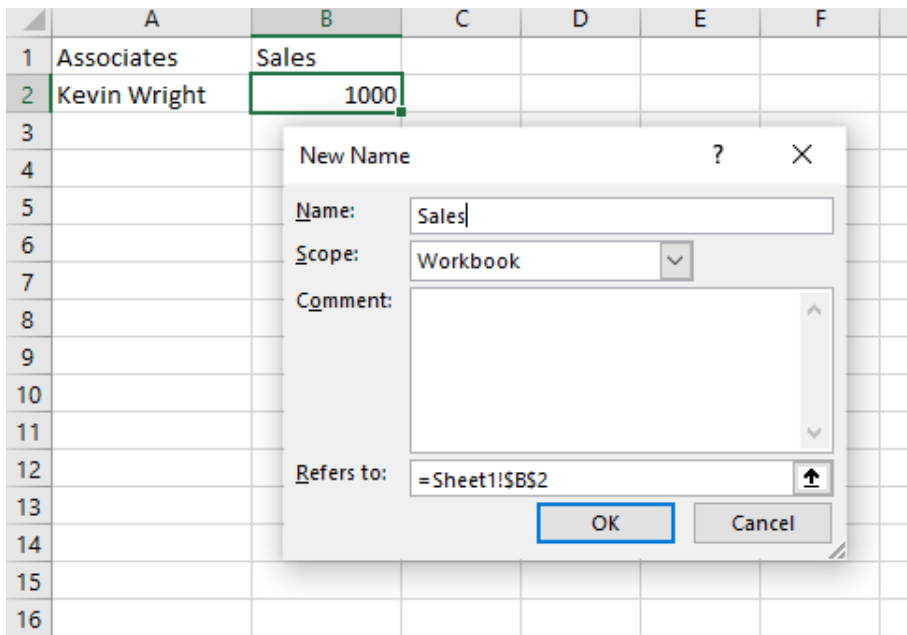 A B C D E F
1 Associates Sales
2 Kevin Wright 1000
3
New Name ? ×
4
5
Name: Sales
6
Scope: Workbook
7
Comment:
8
9
10
11
12
Refers to: =Sheet1!$B$2
13
OK Cancel
14
15
16